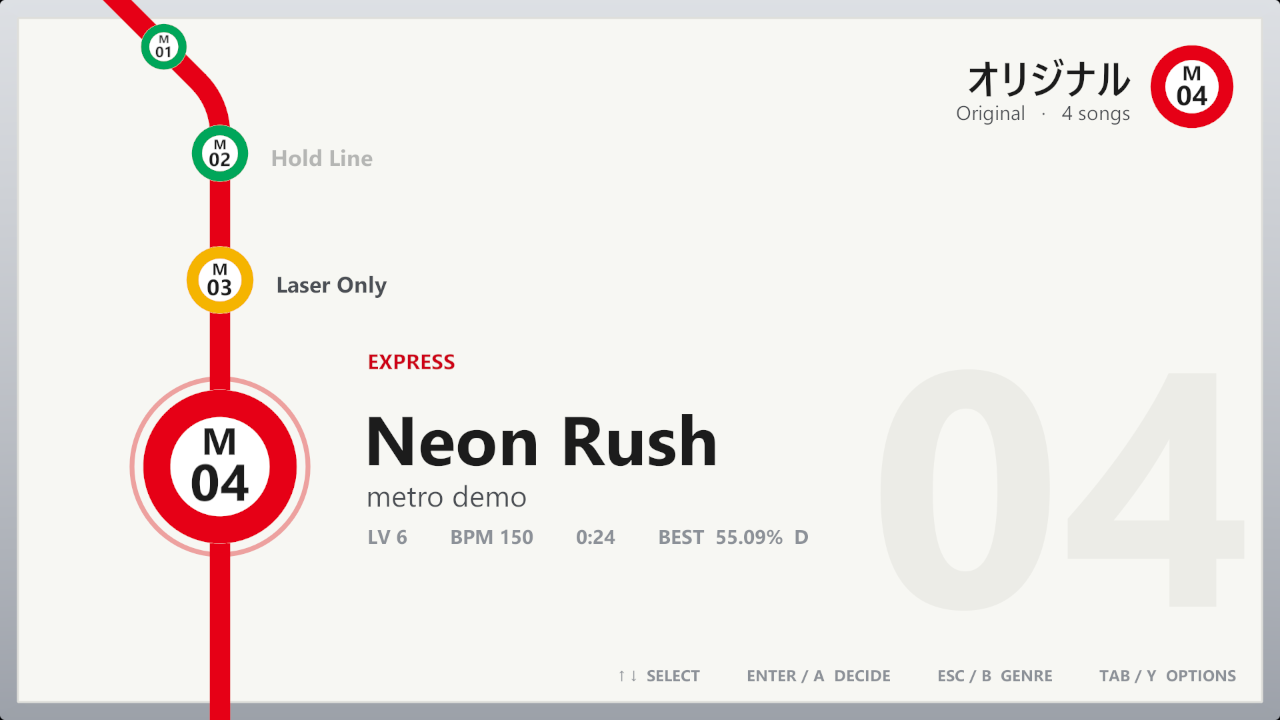 M
01
M
02
Hold Line
M
03
Laser Only
オリジナル
Original · 4 songs
M
04
EXPRESS
M
04
Neon Rush
metro demo
LV 6 BPM 150 0:24 BEST 55.09% D
04
↑↓ SELECT ENTER / A DECIDE ESC / B GENRE TAB / Y OPTIONS